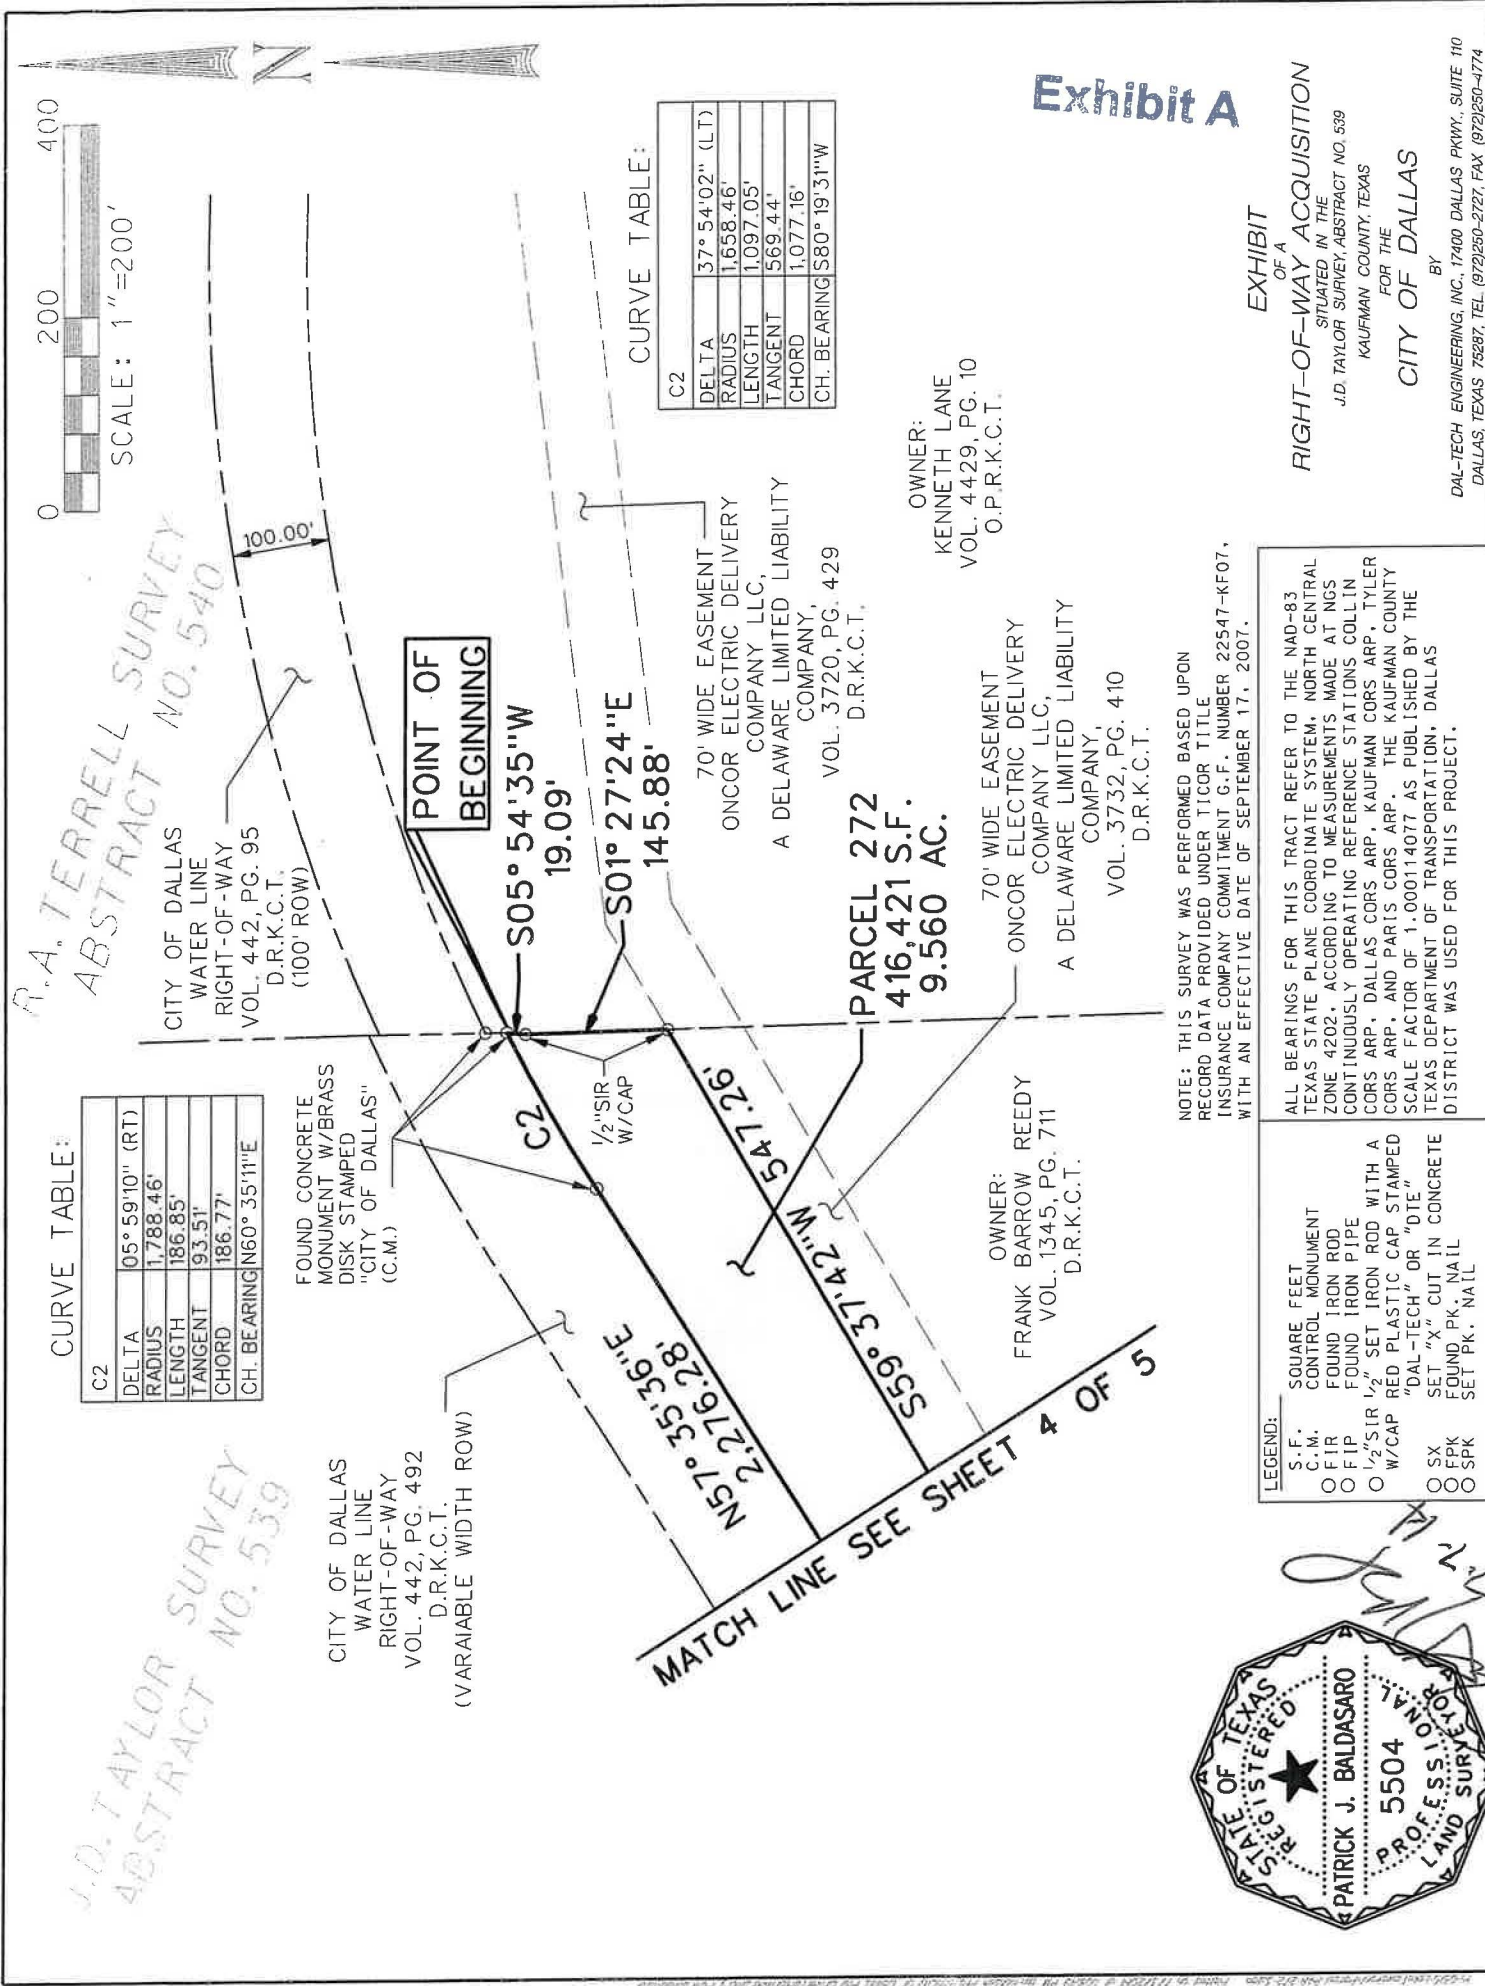 J.D. TAYLOR SURVEY
ABSTRACT NO. 539
R.A. TERRELL SURVEY
ABSTRACT NO. 540
0 200 400
SCALE: 1"=200'
N
CURVE TABLE:
C2
DELTA 05° 59'10" (RT)
RADIUS 1,788.46'
LENGTH 186.85'
TANGENT 93.51'
CHORD 186.77'
CH. BEARING N60° 35'11"E
CITY OF DALLAS
WATER LINE
RIGHT-OF-WAY
VOL. 442, PG. 95
D.R.K.C.T.
(100' ROW)
100.00'
FOUND CONCRETE
MONUMENT W/BRASS
DISK STAMPED
"CITY OF DALLAS"
(C.M.)
CITY OF DALLAS
WATER LINE
RIGHT-OF-WAY
VOL. 442, PG. 492
D.R.K.C.T.
(VARAIABLE WIDTH ROW)
POINT OF
BEGINNING
S05° 54'35"W
19.09'
S01° 27'24"E
145.88'
C2
1/2"SIR
W/CAP
N57° 35'36"E
2,276.28'
S59° 37'42"W 547.26'
MATCH LINE SEE SHEET 4 OF 5
CURVE TABLE:
C2
DELTA 37° 54'02" (LT)
RADIUS 1,658.46'
LENGTH 1,097.05'
TANGENT 569.44'
CHORD 1,077.16'
CH. BEARING S80° 19'31"W
70' WIDE EASEMENT
ONCOR ELECTRIC DELIVERY
COMPANY LLC,
A DELAWARE LIMITED LIABILITY
COMPANY,
VOL. 3720, PG. 429
D.R.K.C.T.
PARCEL 272
416,421 S.F.
9.560 AC.
OWNER:
KENNETH LANE
VOL. 4429, PG. 10
O.P.R.K.C.T.
70' WIDE EASEMENT
ONCOR ELECTRIC DELIVERY
COMPANY LLC,
A DELAWARE LIMITED LIABILITY
COMPANY,
VOL. 3732, PG. 410
D.R.K.C.T.
OWNER:
FRANK BARROW REEDY
VOL. 1345, PG. 711
D.R.K.C.T.
Exhibit A
NOTE: THIS SURVEY WAS PERFORMED BASED UPON
RECORD DATA PROVIDED UNDER TICOR TITLE
INSURANCE COMPANY COMMITMENT G.F. NUMBER 22547-KF07,
WITH AN EFFECTIVE DATE OF SEPTEMBER 17, 2007.
STATE OF TEXAS
REGISTERED
PATRICK J. BALDASARO
5504
PROFESSIONAL
LAND SURVEYOR
LEGEND:
S.F. SQUARE FEET
C.M. CONTROL MONUMENT
O FIR FOUND IRON ROD
O FIP FOUND IRON PIPE
O 1/2"SIR 1/2" SET IRON ROD WITH A
W/CAP RED PLASTIC CAP STAMPED
"DAL-TECH" OR "DTE"
O SX SET "X" CUT IN CONCRETE
O FPK FOUND PK. NAIL
O SPK SET PK. NAIL
ALL BEARINGS FOR THIS TRACT REFER TO THE NAD-83
TEXAS STATE PLANE COORDINATE SYSTEM, NORTH CENTRAL
ZONE 4202, ACCORDING TO MEASUREMENTS MADE AT NGS
CONTINUOUSLY OPERATING REFERENCE STATIONS COLLIN
CORS ARP, DALLAS CORS ARP, KAUFMAN CORS ARP, TYLER
CORS ARP, AND PARIS CORS ARP. THE KAUFMAN COUNTY
SCALE FACTOR OF 1.000114077 AS PUBLISHED BY THE
TEXAS DEPARTMENT OF TRANSPORTATION, DALLAS
DISTRICT WAS USED FOR THIS PROJECT.
EXHIBIT
OF A
RIGHT-OF-WAY ACQUISITION
SITUATED IN THE
J.D. TAYLOR SURVEY, ABSTRACT NO. 539
KAUFMAN COUNTY, TEXAS
FOR THE
CITY OF DALLAS
BY
DAL-TECH ENGINEERING, INC., 17400 DALLAS PKWY., SUITE 110
DALLAS, TEXAS 75287, TEL. (972)250-2727, FAX (972)250-4774